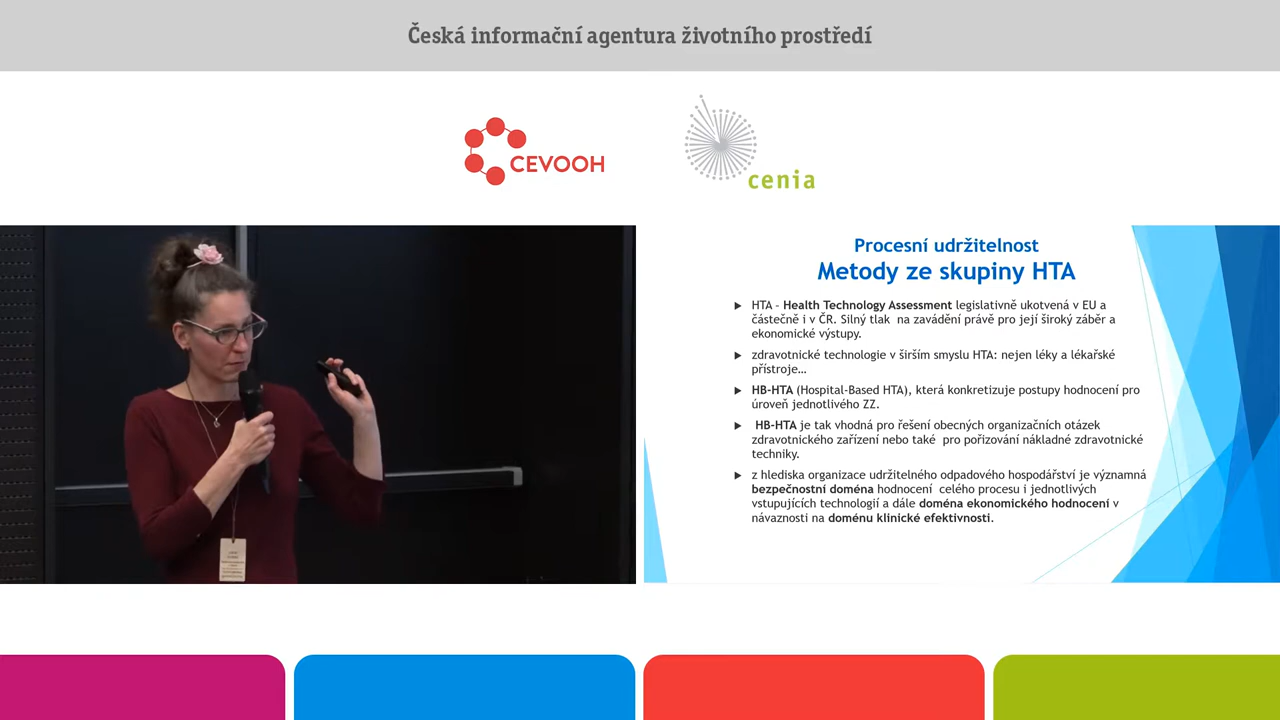 Česká informační agentura životního prostředí
CEVOOH
cenia
Procesní udržitelnost
Metody ze skupiny HTA
HTA - Health Technology Assessment legislativně ukotvená v EU a
částečně i v ČR. Silný tlak na zavádění právě pro její široký záběr a
ekonomické výstupy.
zdravotnické technologie v širším smyslu HTA: nejen léky a lékařské
přístroje…
HB-HTA (Hospital-Based HTA), která konkretizuje postupy hodnocení pro
úroveň jednotlivého ZZ.
HB-HTA je tak vhodná pro řešení obecných organizačních otázek
zdravotnického zařízení nebo také pro pořizování nákladné zdravotnické
techniky.
z hlediska organizace udržitelného odpadového hospodářství je významná
bezpečnostní doména hodnocení celého procesu i jednotlivých
vstupujících technologií a dále doména ekonomického hodnocení v
návaznosti na doménu klinické efektivnosti.